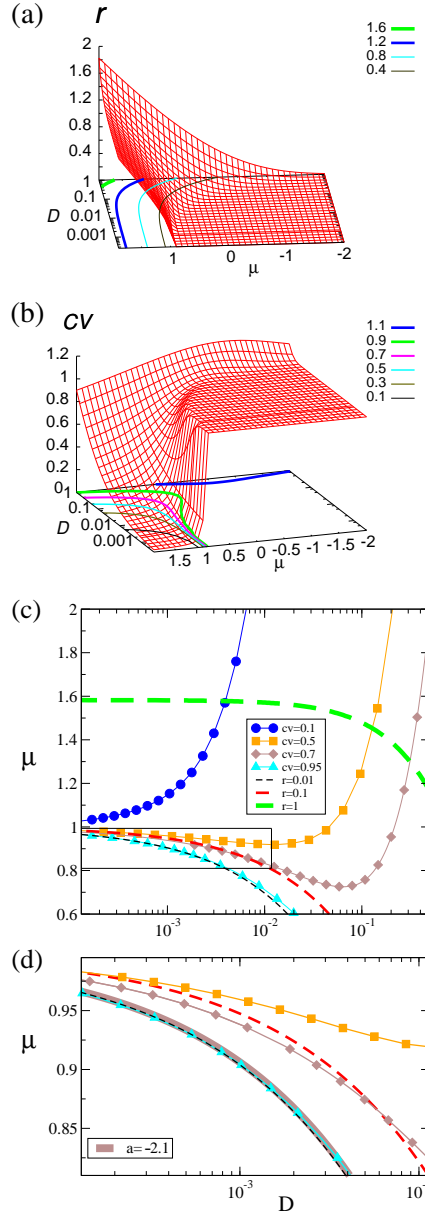 (a)
r
1.6
1.2
0.8
0.4
2
1.6
1.2
0.8
0.4
0
1
0.1
0.01
0.001
D
1
0
-1
-2
μ
(b)
CV
1.1
0.9
0.7
0.5
0.3
0.1
1.2
1
0.8
0.6
0.4
0.2
0
1
0.1
0.01
0.001
D
1.5
1
0.5
0
-0.5
-1
-1.5
-2
μ
(c)
2
1.8
1.6
1.4
1.2
1
0.8
0.6
μ
cv=0.1
cv=0.5
cv=0.7
cv=0.95
r=0.01
r=0.1
r=1
10-3
10-2
10-1
(d)
0.95
0.9
0.85
μ
a= -2.1
10-3
10-2
D